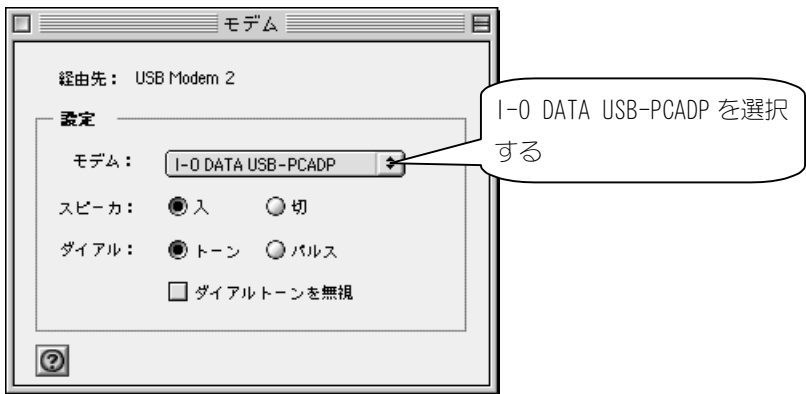 モデム
経由先： USB Modem 2
設定
モデム： I-O DATA USB-PCADP
I-O DATA USB-PCADP を選択
する
スピーカ： 入 切
ダイアル： トーン パルス
ダイアルトーンを無視
?